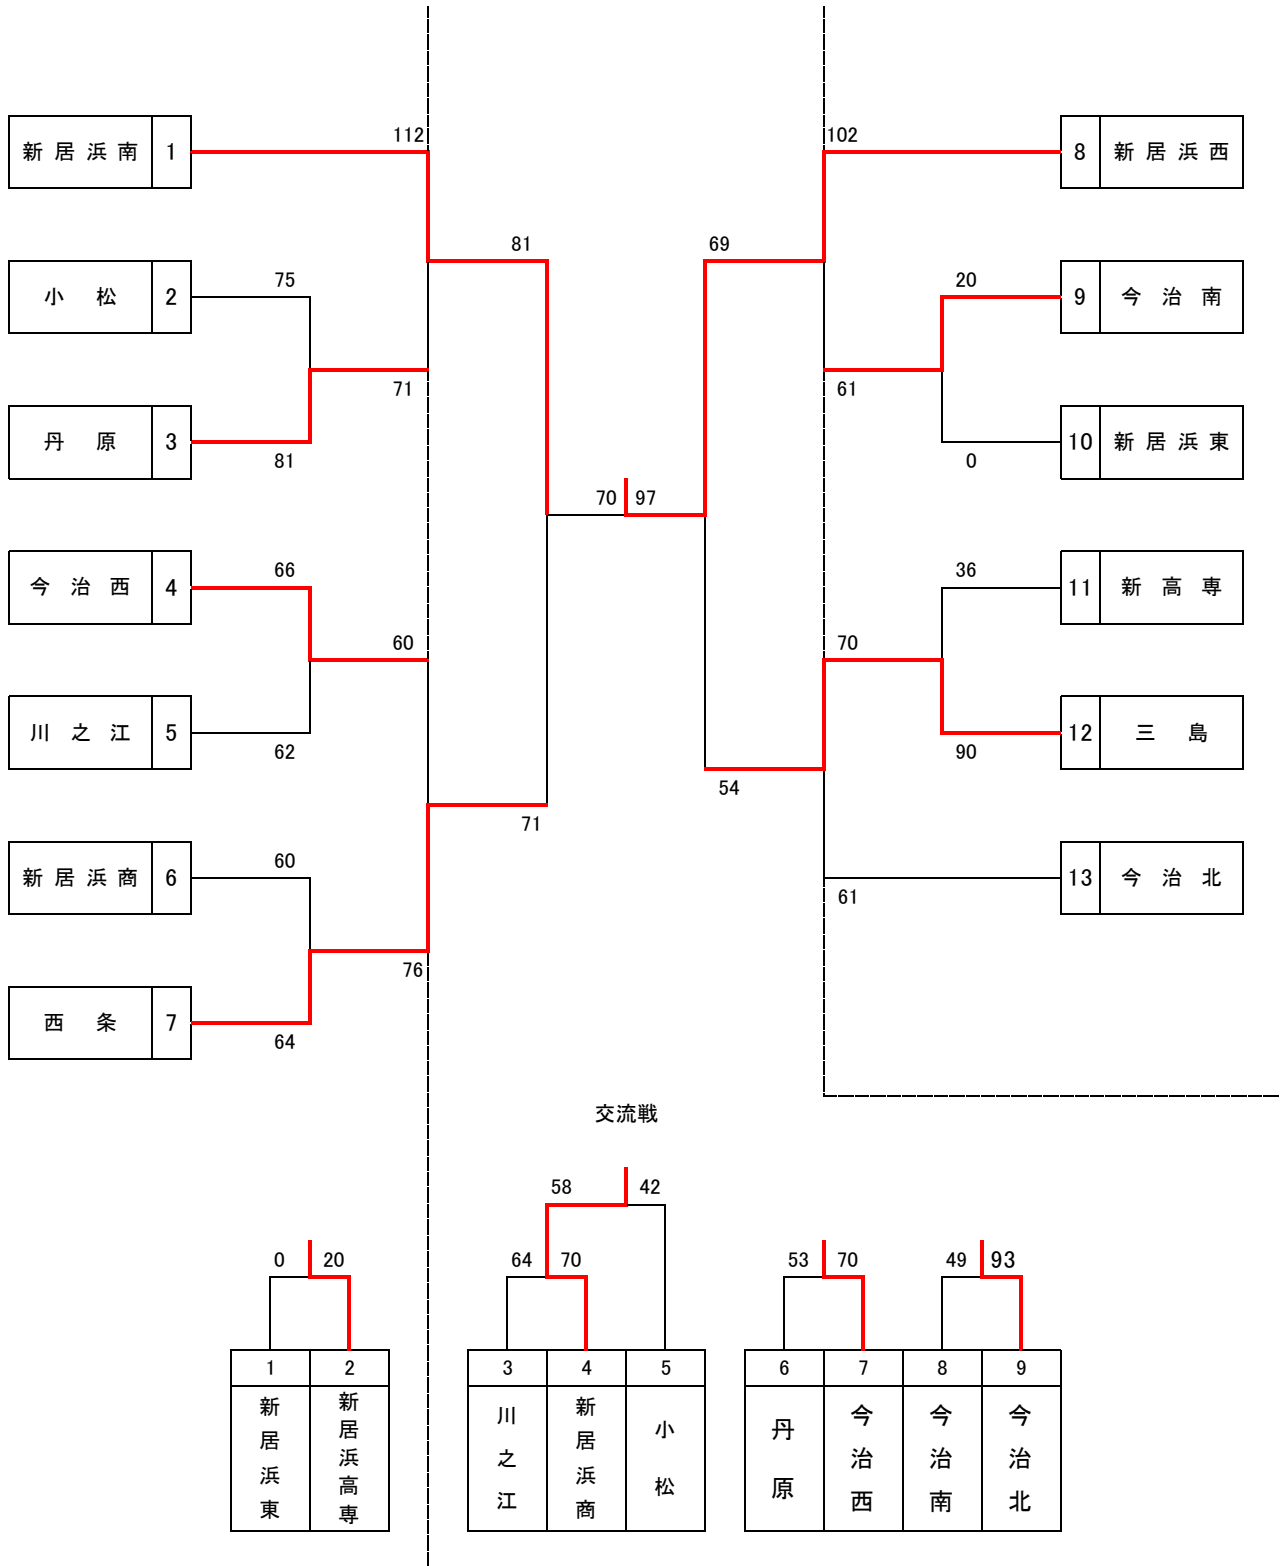 112
102
新居浜南 1
8 新居浜西
81
69
小松 2
75
20
9 今治南
71
61
丹原 3
81
0
10 新居浜東
70
97
今治西 4
66
36
11 新高専
60
70
川之江 5
62
90
12 三島
54
71
新居浜商 6
60
61
13 今治北
76
西条 7
64
交流戦
58 42
0 20
64 70
53 70
49 93
1 2
3 4 5
6 7 8 9
新居浜東
新居浜高専
川之江
新居浜商
小松
丹原
今治西
今治南
今治北